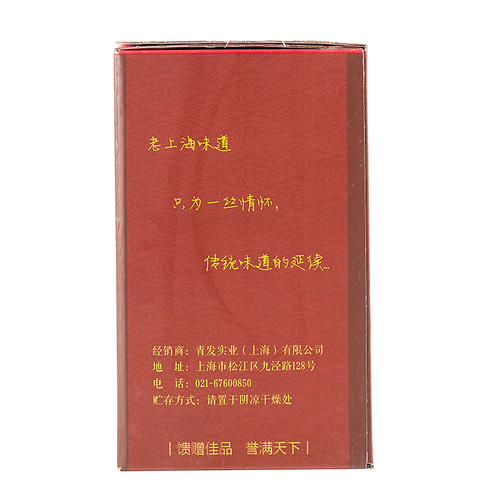 老上海味道
只为一丝情怀,
传统味道的延续...
经销商：青发实业（上海）有限公司
地　址：上海市松江区九泾路128号
电　话：021-67600850
贮存方式：请置于阴凉干燥处
|馈赠佳品　誉满天下|